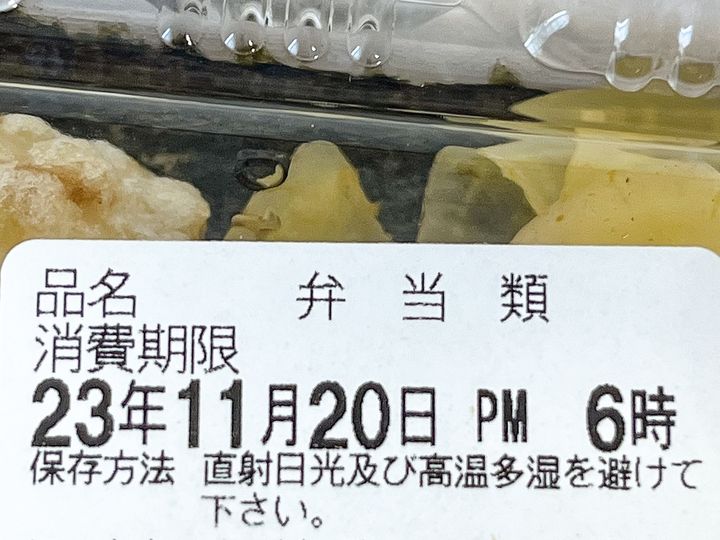 品名 弁当類
消費期限
23年11月20日 PM 6時
保存方法 直射日光及び高温多湿を避けて
下さい。